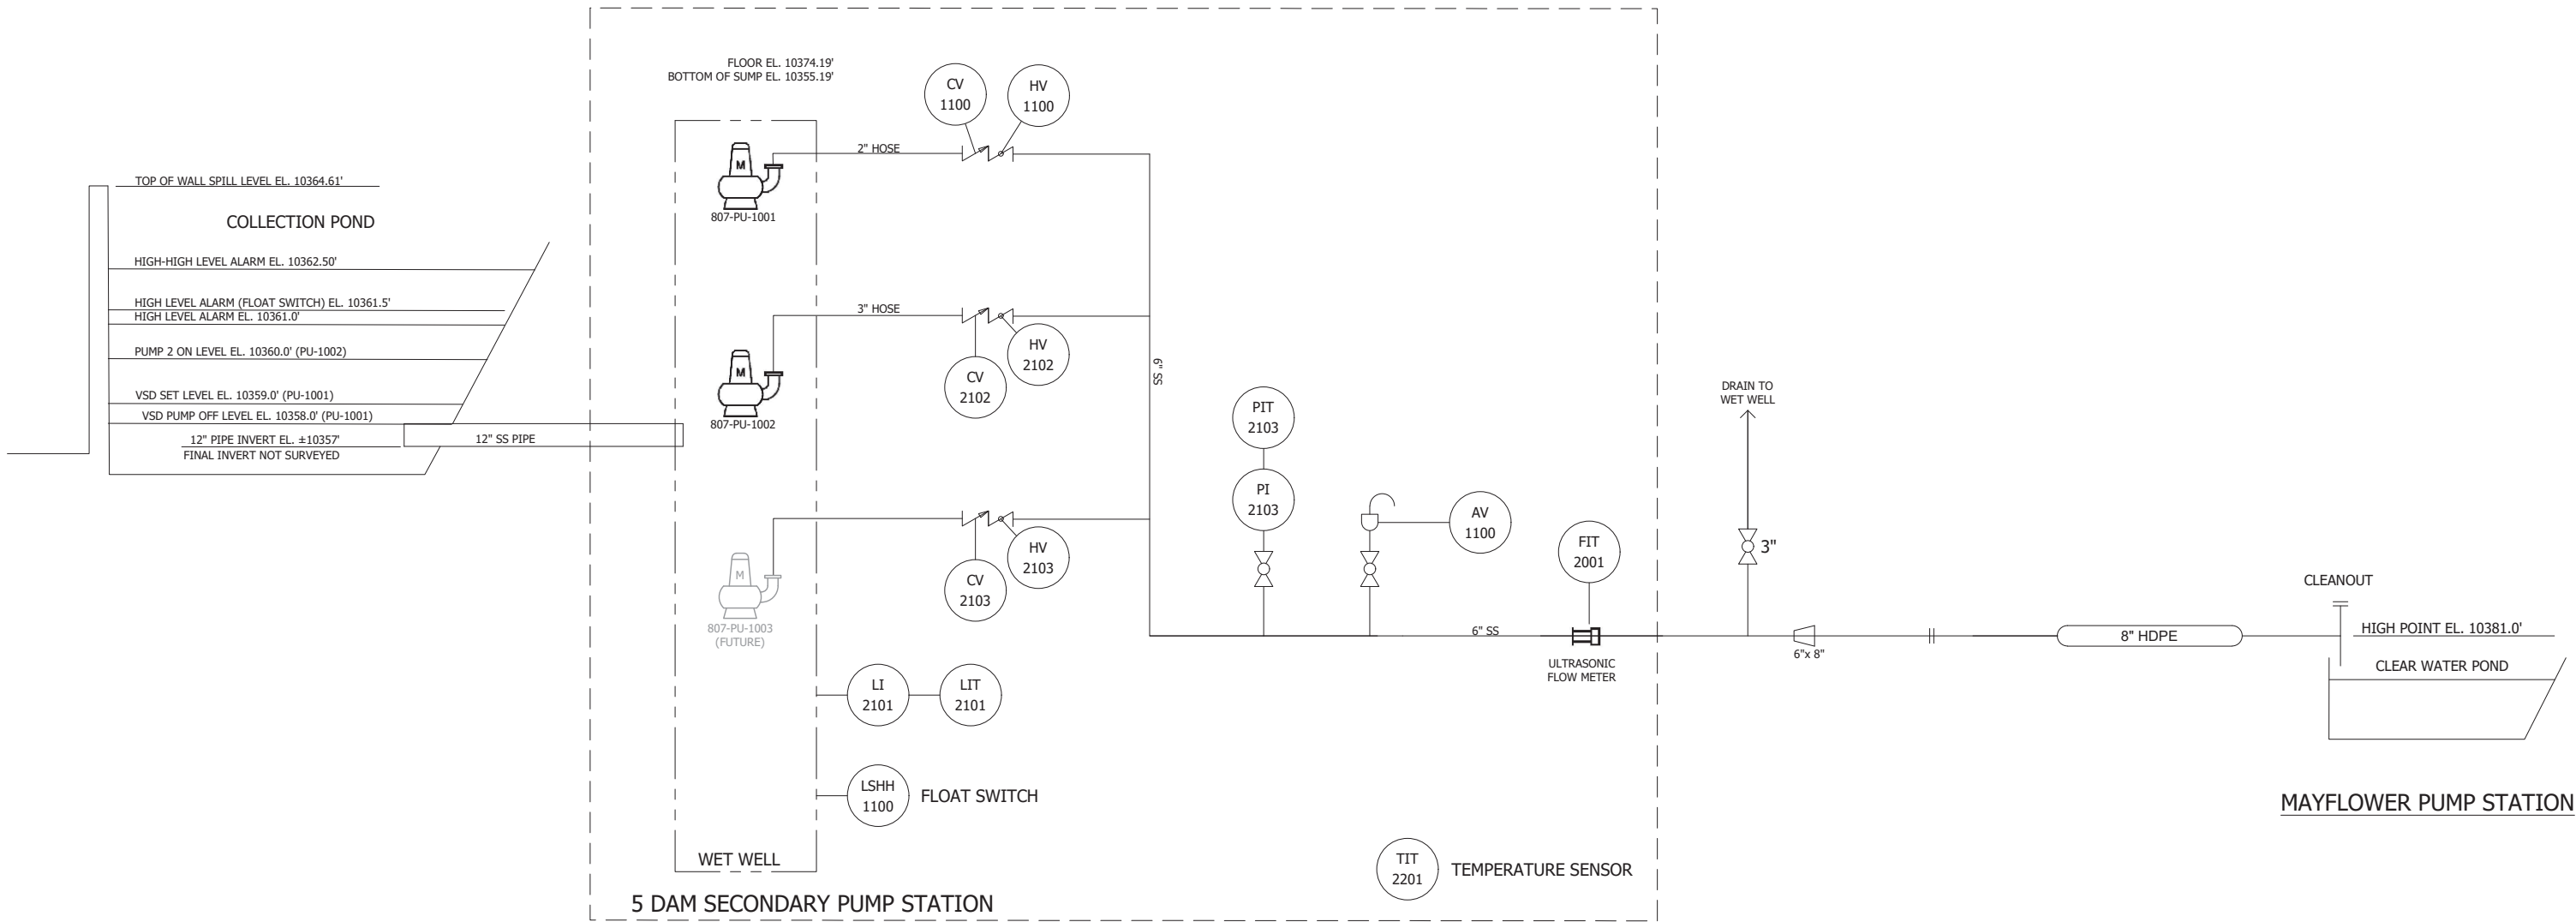 FLOOR EL. 10374.19'
BOTTOM OF SUMP EL. 10355.19'
TOP OF WALL SPILL LEVEL EL. 10364.61'
COLLECTION POND
HIGH-HIGH LEVEL ALARM EL. 10362.50'
HIGH LEVEL ALARM (FLOAT SWITCH) EL. 10361.5'
HIGH LEVEL ALARM EL. 10361.0'
PUMP 2 ON LEVEL EL. 10360.0' (PU-1002)
VSD SET LEVEL EL. 10359.0' (PU-1001)
VSD PUMP OFF LEVEL EL. 10358.0' (PU-1001)
12" PIPE INVERT EL. ±10357'
FINAL INVERT NOT SURVEYED
12" SS PIPE
M
807-PU-1001
M
807-PU-1002
M
807-PU-1003
(FUTURE)
2" HOSE
CV
1100
HV
1100
3" HOSE
CV
2102
HV
2102
CV
2103
HV
2103
6" SS
LI
2101
LIT
2101
LSHH
1100
FLOAT SWITCH
WET WELL
5 DAM SECONDARY PUMP STATION
PIT
2103
PI
2103
AV
1100
FIT
2001
6" SS
ULTRASONIC
FLOW METER
TIT
2201
TEMPERATURE SENSOR
DRAIN TO
WET WELL
3"
6"x 8"
8" HDPE
CLEANOUT
HIGH POINT EL. 10381.0'
CLEAR WATER POND
MAYFLOWER PUMP STATION